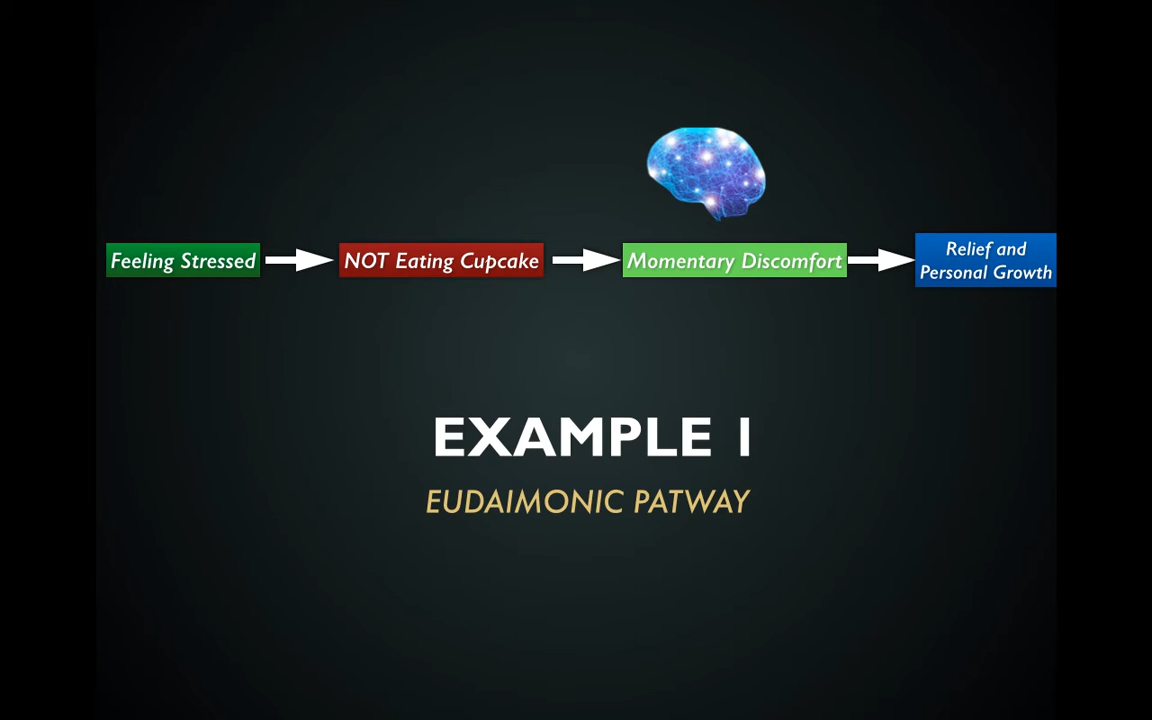 Feeling Stressed
NOT Eating Cupcake
Momentary Discomfort
Relief and
Personal Growth
EXAMPLE 1
EUDAIMONIC PATWAY